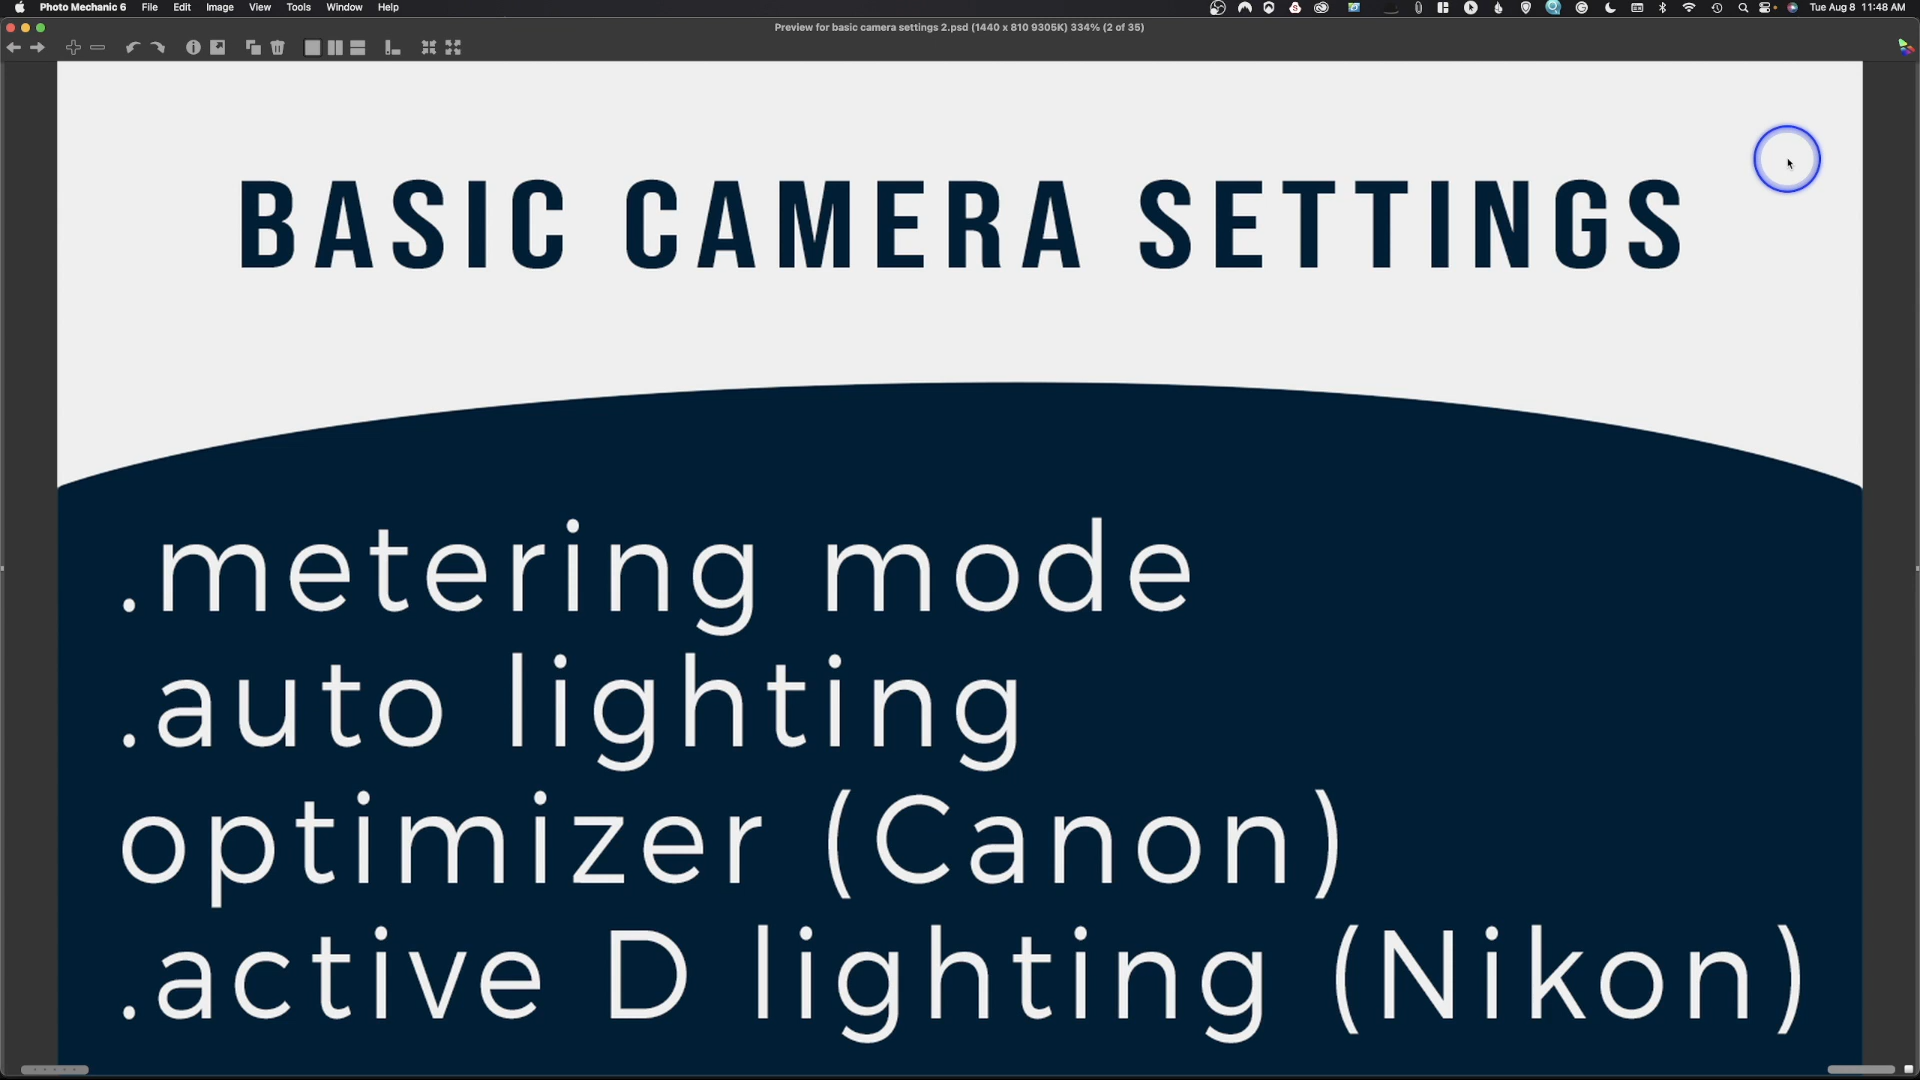 Photo Mechanic 6 File Edit Image View Tools Window Help Tue Aug 8 11:48 AM
Preview for basic camera settings 2.psd (1440 x 810 9305K) 334% (2 of 35)
BASIC CAMERA SETTINGS
.metering mode
.auto lighting
optimizer (Canon)
.active D lighting (Nikon)